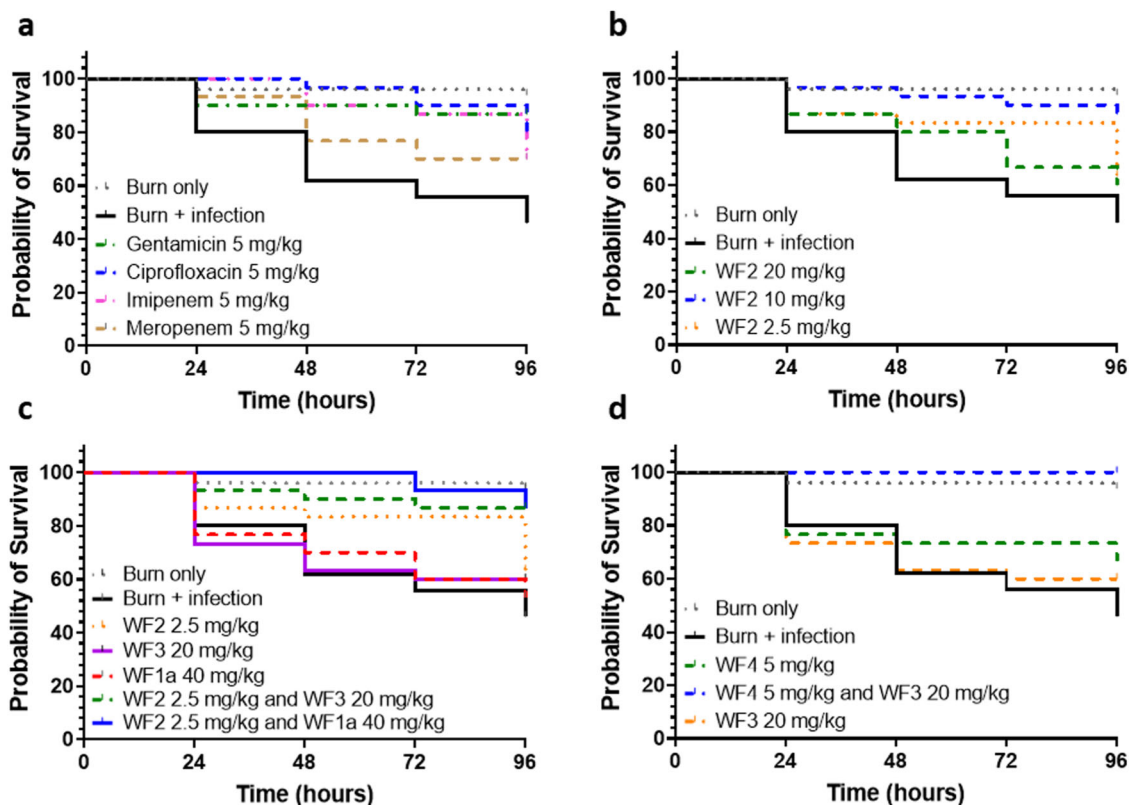 a
Probability of Survival
100
80
60
40
20
0
Burn only
Burn + infection
Gentamicin 5 mg/kg
Ciprofloxacin 5 mg/kg
Imipenem 5 mg/kg
Meropenem 5 mg/kg
0 24 48 72 96
Time (hours)
b
Probability of Survival
100
80
60
40
20
0
Burn only
Burn + infection
WF2 20 mg/kg
WF2 10 mg/kg
WF2 2.5 mg/kg
0 24 48 72 96
Time (hours)
c
Probability of Survival
100
80
60
40
20
0
Burn only
Burn + infection
WF2 2.5 mg/kg
WF3 20 mg/kg
WF1a 40 mg/kg
WF2 2.5 mg/kg and WF3 20 mg/kg
WF2 2.5 mg/kg and WF1a 40 mg/kg
0 24 48 72 96
Time (hours)
d
Probability of Survival
100
80
60
40
20
0
Burn only
Burn + infection
WF4 5 mg/kg
WF4 5 mg/kg and WF3 20 mg/kg
WF3 20 mg/kg
0 24 48 72 96
Time (hours)